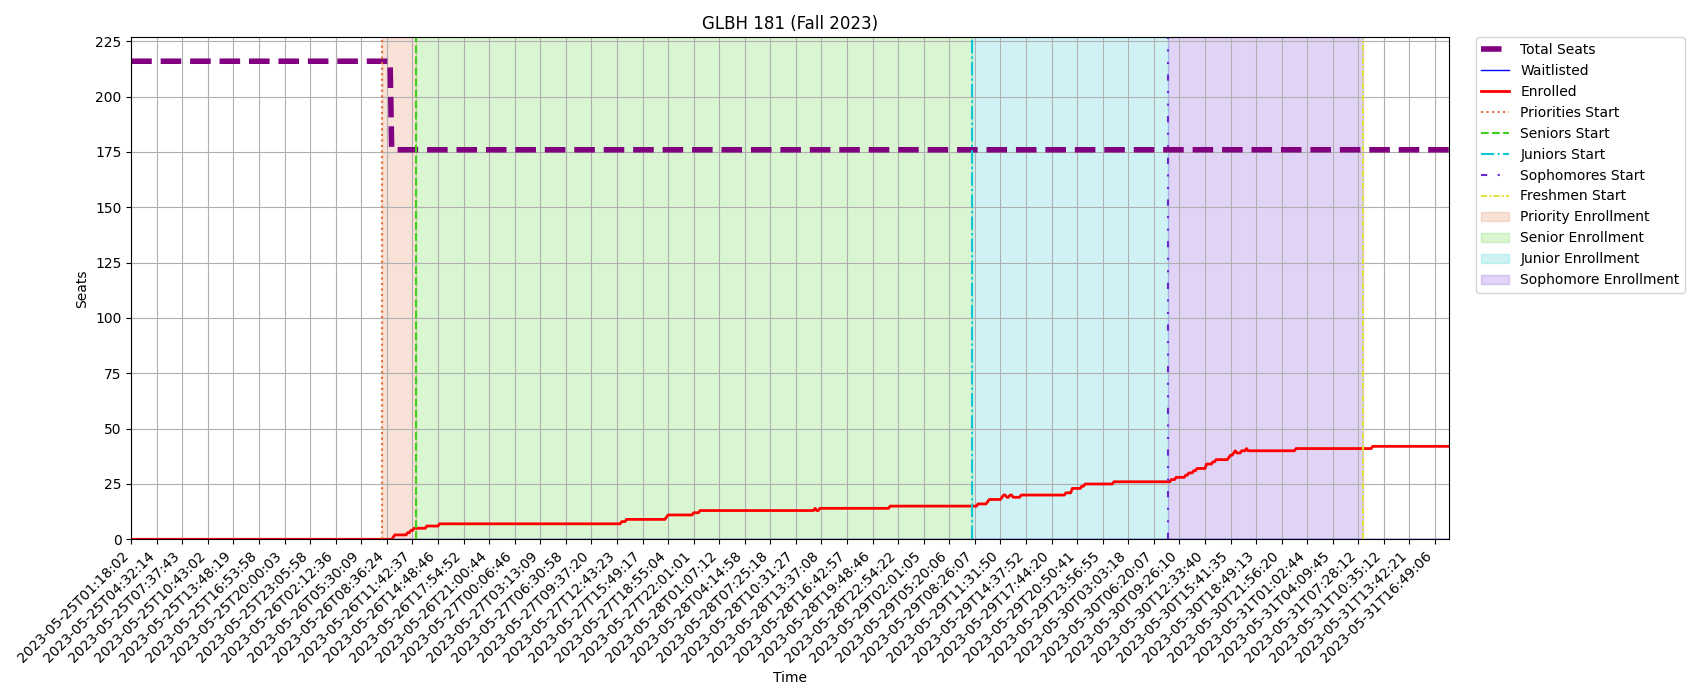 GLBH 181 (Fall 2023)
225
200
175
150
125
100
75
50
25
0
Seats
2023-05-25T01:18:02
2023-05-25T04:32:14
2023-05-25T07:37:43
2023-05-25T10:43:02
2023-05-25T13:48:19
2023-05-25T16:53:58
2023-05-25T20:00:03
2023-05-25T23:05:58
2023-05-26T02:12:36
2023-05-26T05:30:09
2023-05-26T08:36:24
2023-05-26T11:42:37
2023-05-26T14:48:46
2023-05-26T17:54:52
2023-05-26T21:00:44
2023-05-27T00:06:46
2023-05-27T03:13:09
2023-05-27T06:30:58
2023-05-27T09:37:20
2023-05-27T12:43:23
2023-05-27T15:49:17
2023-05-27T18:55:04
2023-05-27T22:01:01
2023-05-28T01:07:12
2023-05-28T04:14:58
2023-05-28T07:25:18
2023-05-28T10:31:27
2023-05-28T13:37:08
2023-05-28T16:42:57
2023-05-28T19:48:46
2023-05-28T22:54:22
2023-05-29T02:01:05
2023-05-29T05:20:06
2023-05-29T08:26:07
2023-05-29T11:31:50
2023-05-29T14:37:52
2023-05-29T17:44:20
2023-05-29T20:50:41
2023-05-29T23:56:55
2023-05-30T03:03:18
2023-05-30T06:20:07
2023-05-30T09:26:10
2023-05-30T12:33:40
2023-05-30T15:41:35
2023-05-30T18:49:13
2023-05-30T21:56:20
2023-05-31T01:02:44
2023-05-31T04:09:45
2023-05-31T07:28:12
2023-05-31T10:35:12
2023-05-31T13:42:21
2023-05-31T16:49:06
Time
Total Seats
Waitlisted
Enrolled
Priorities Start
Seniors Start
Juniors Start
Sophomores Start
Freshmen Start
Priority Enrollment
Senior Enrollment
Junior Enrollment
Sophomore Enrollment